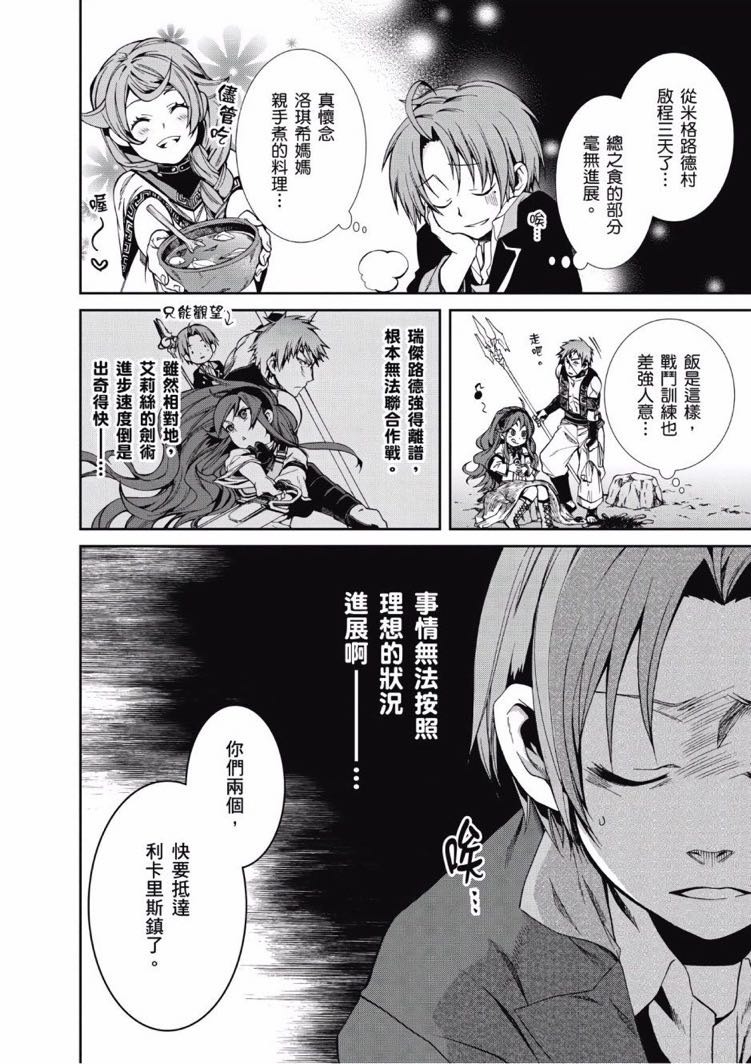 從米格路德村
啟程三天了…
總之食的部分
毫無進展。
唉…
真懷念
洛琪希媽媽
親手煮的料理…
儘管吃
喔～♡
飯是這樣，
戰鬥訓練也
差強人意…
走吧。
瑞傑路德強得離譜，
根本無法聯合作戰。
只能觀望
雖然相對地，
艾莉絲的劍術
進步速度倒是
出奇得快——…
事情無法按照
理想的狀況
進展啊———…
唉…
你們兩個，
快要抵達
利卡里斯鎮了。